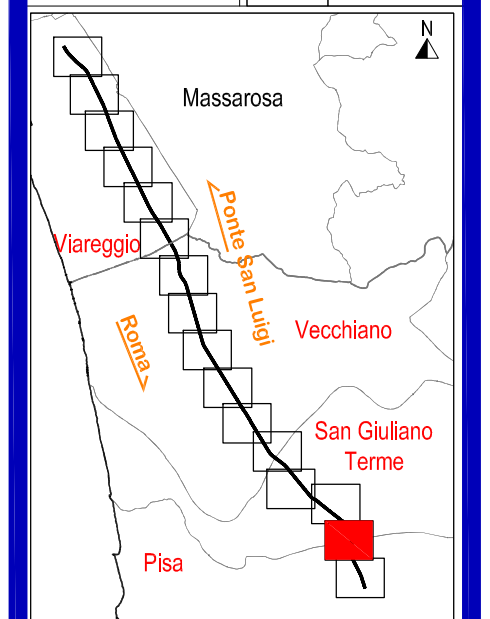 N
Massarosa
Ponte San Luigi
Viareggio
Roma
Vecchiano
San Giuliano
Terme
Pisa